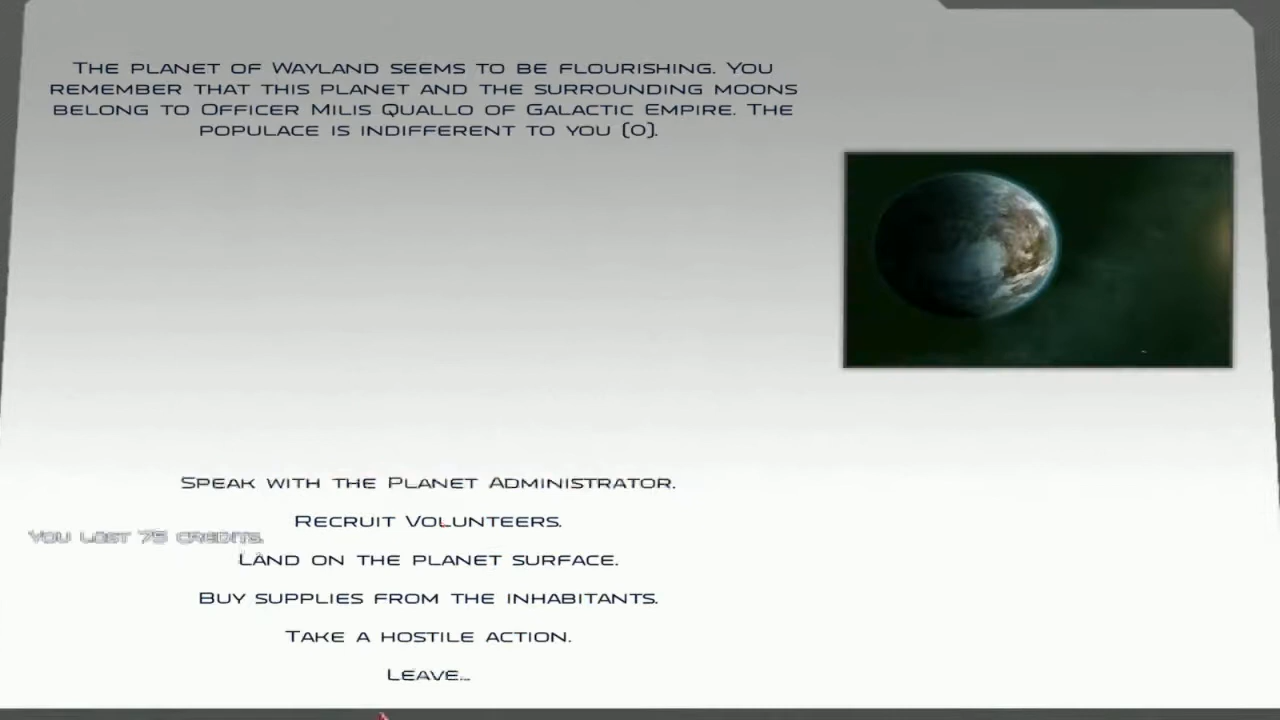 The planet of Wayland seems to be flourishing. You
remember that this planet and the surrounding moons
belong to Officer Milis Quallo of Galactic Empire. The
populace is indifferent to you (0).
Speak with the Planet Administrator.
Recruit Volunteers.
You lost 75 credits.
Land on the planet surface.
Buy supplies from the inhabitants.
Take a hostile action.
Leave...